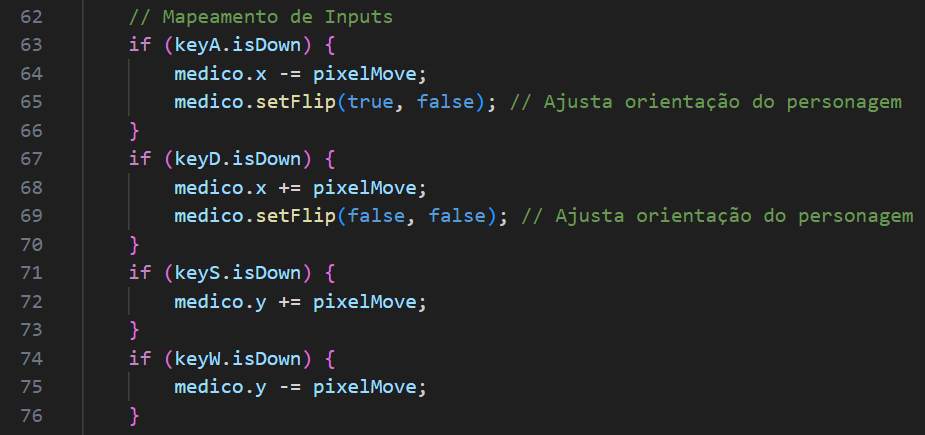 62 // Mapeamento de Inputs
63 if (keyA.isDown) {
64 medico.x -= pixelMove;
65 medico.setFlip(true, false); // Ajusta orientação do personagem
66 }
67 if (keyD.isDown) {
68 medico.x += pixelMove;
69 medico.setFlip(false, false); // Ajusta orientação do personagem
70 }
71 if (keyS.isDown) {
72 medico.y += pixelMove;
73 }
74 if (keyW.isDown) {
75 medico.y -= pixelMove;
76 }